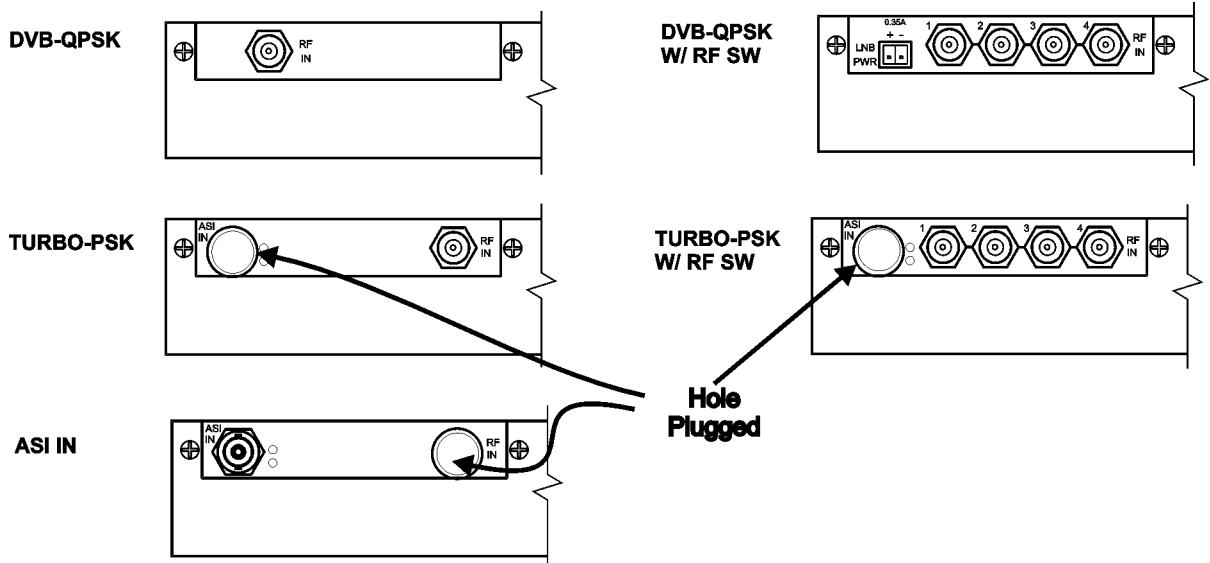 DVB-QPSK
RF
IN
DVB-QPSK
W/ RF SW
0.35A
+ -
LNB
PWR
1
2
3
4
RF
IN
TURBO-PSK
ASI
IN
RF
IN
TURBO-PSK
W/ RF SW
ASI
IN
1
2
3
4
RF
IN
Hole
Plugged
ASI IN
ASI
IN
RF
IN